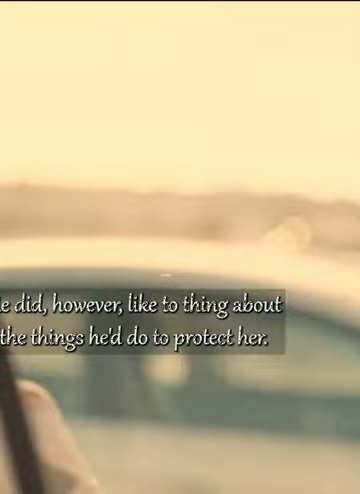 e did, however, like to thing about
the things he'd do to protect her.